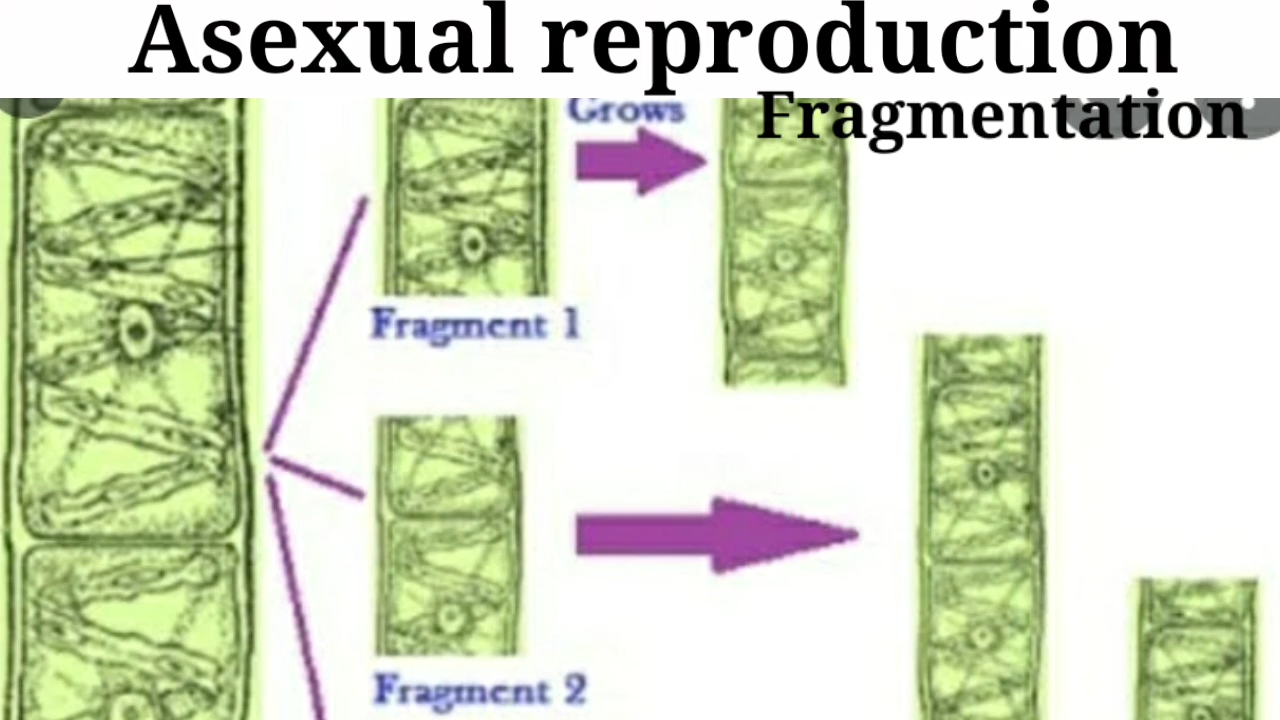 Asexual reproduction
Grows
Fragmentation
Fragment 1
Fragment 2